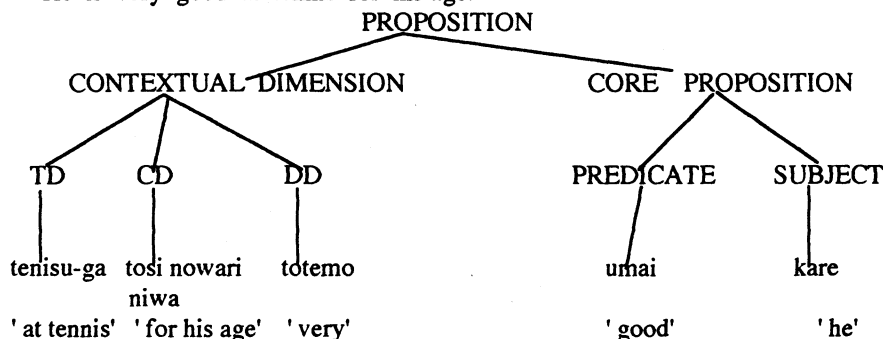 PROPOSITION
CONTEXTUAL DIMENSION CORE PROPOSITION
TD CD DD PREDICATE SUBJECT
tenisu-ga tosi nowari totemo umai kare
niwa
' at tennis' ' for his age' ' very' ' good' ' he'